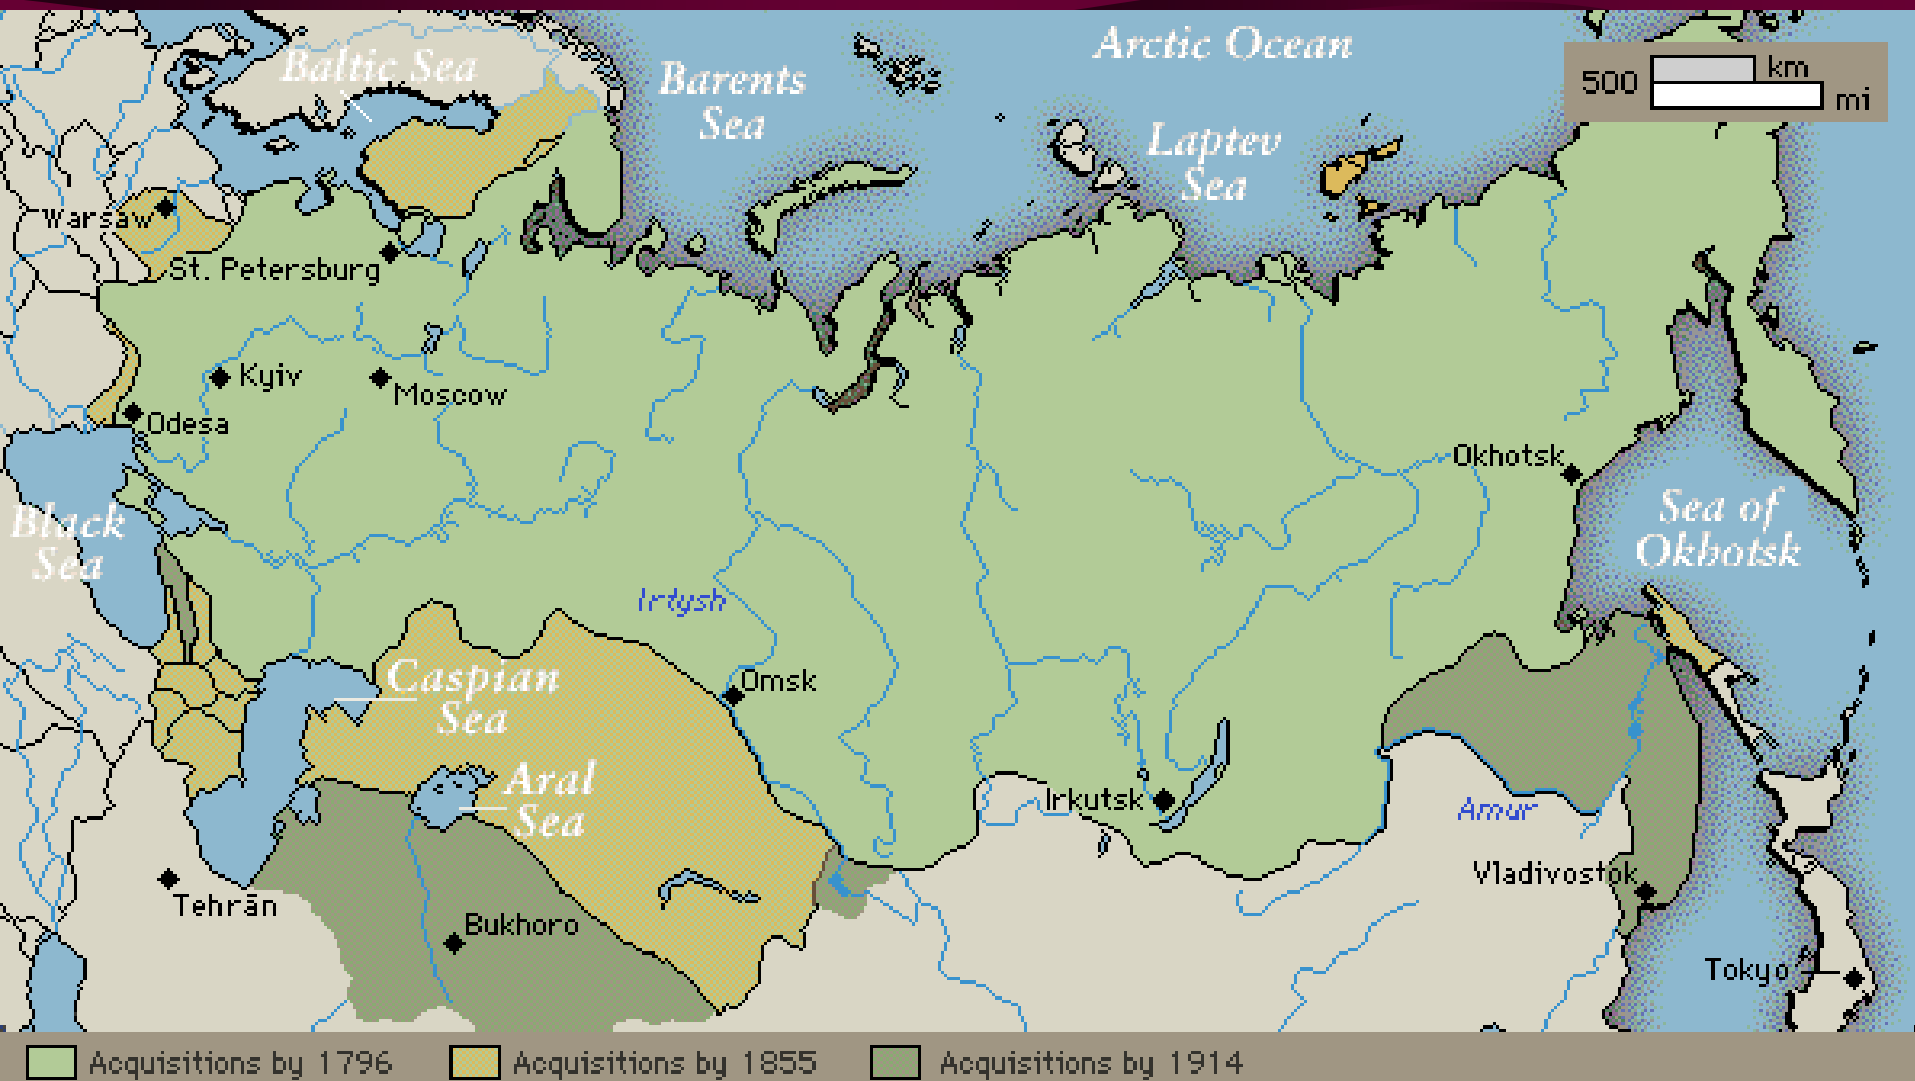 Arctic Ocean
Baltic Sea
Barents
Sea
500
km
mi
Laptev
Sea
Warsaw
St. Petersburg
Kyiv
Moscow
Odesa
Okhotsk
Black
Sea
Sea of
Okhotsk
Irtysh
Caspian
Sea
Omsk
Aral
Sea
Irkutsk
Amur
Vladivostok
Tehrān
Bukhoro
Tokyo
Acquisitions by 1796
Acquisitions by 1855
Acquisitions by 1914